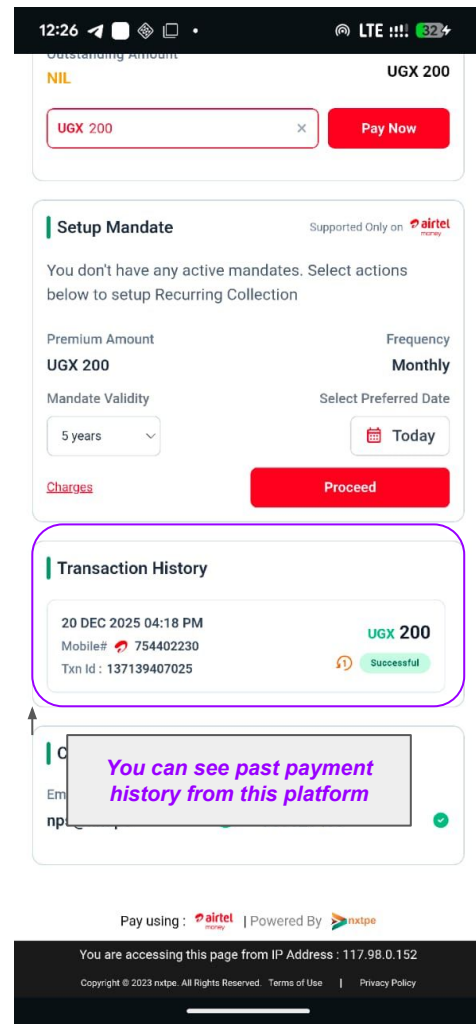 12:26
LTE
32
Outstanding Amount
NIL
UGX 200
UGX 200
×
Pay Now
Setup Mandate
Supported Only on airtel money
You don't have any active mandates. Select actions
below to setup Recurring Collection
Premium Amount
Frequency
UGX 200
Monthly
Mandate Validity
Select Preferred Date
5 years
Today
Charges
Proceed
Transaction History
20 DEC 2025 04:18 PM
Mobile# 754402230
UGX 200
Txn Id : 137139407025
1
Successful
You can see past payment
history from this platform
Pay using : airtel money | Powered By nxtpe
You are accessing this page from IP Address : 117.98.0.152
Copyright © 2023 nxtpe. All Rights Reserved. Terms of Use | Privacy Policy